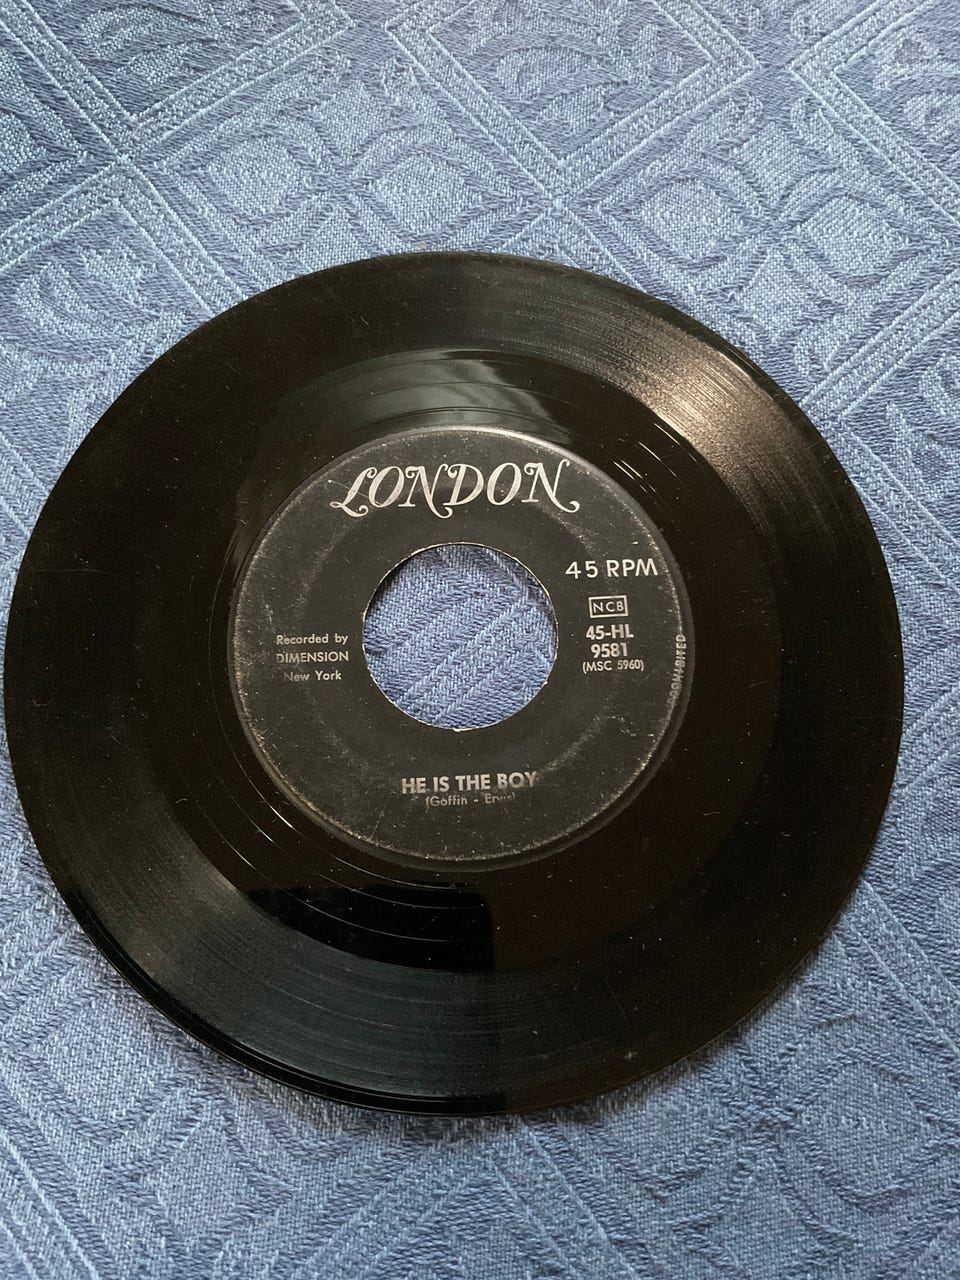 LONDON
45 RPM
NCB
45-HL
9581
(MSC 5960)
Recorded by
DIMENSION
New York
HE IS THE BOY
(Goffin -